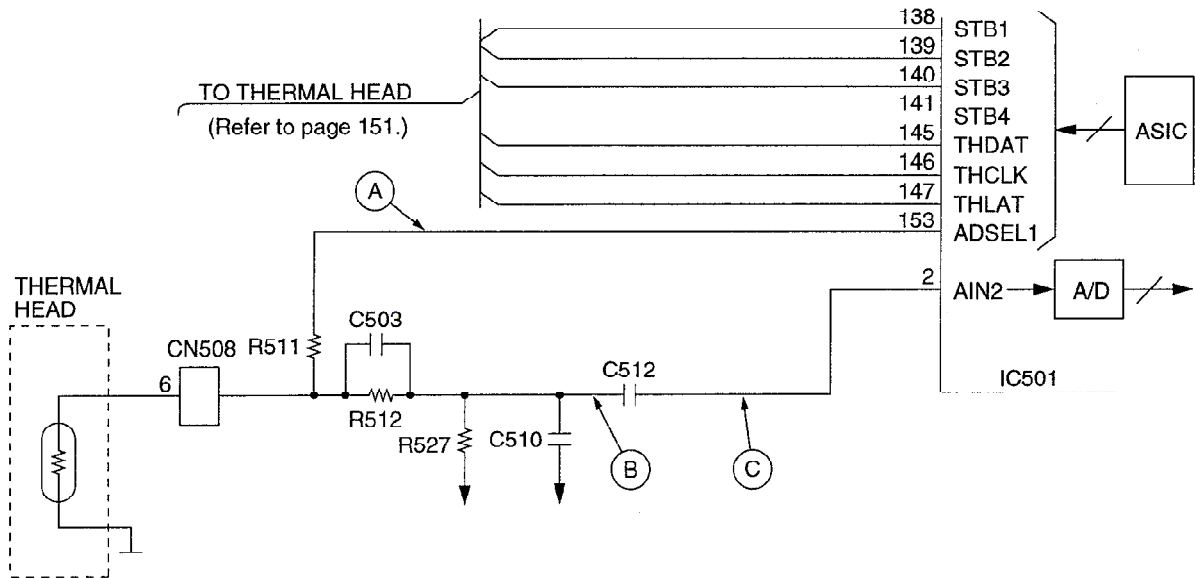 138 STB1
139 STB2
140 STB3
TO THERMAL HEAD
(Refer to page 151.)
141 STB4
ASIC
145 THDAT
146 THCLK
147 THLAT
A
153 ADSEL1
THERMAL
HEAD
2 AIN2
A/D
C503
CN508
R511
C512
IC501
6
R512
R527
C510
B
C